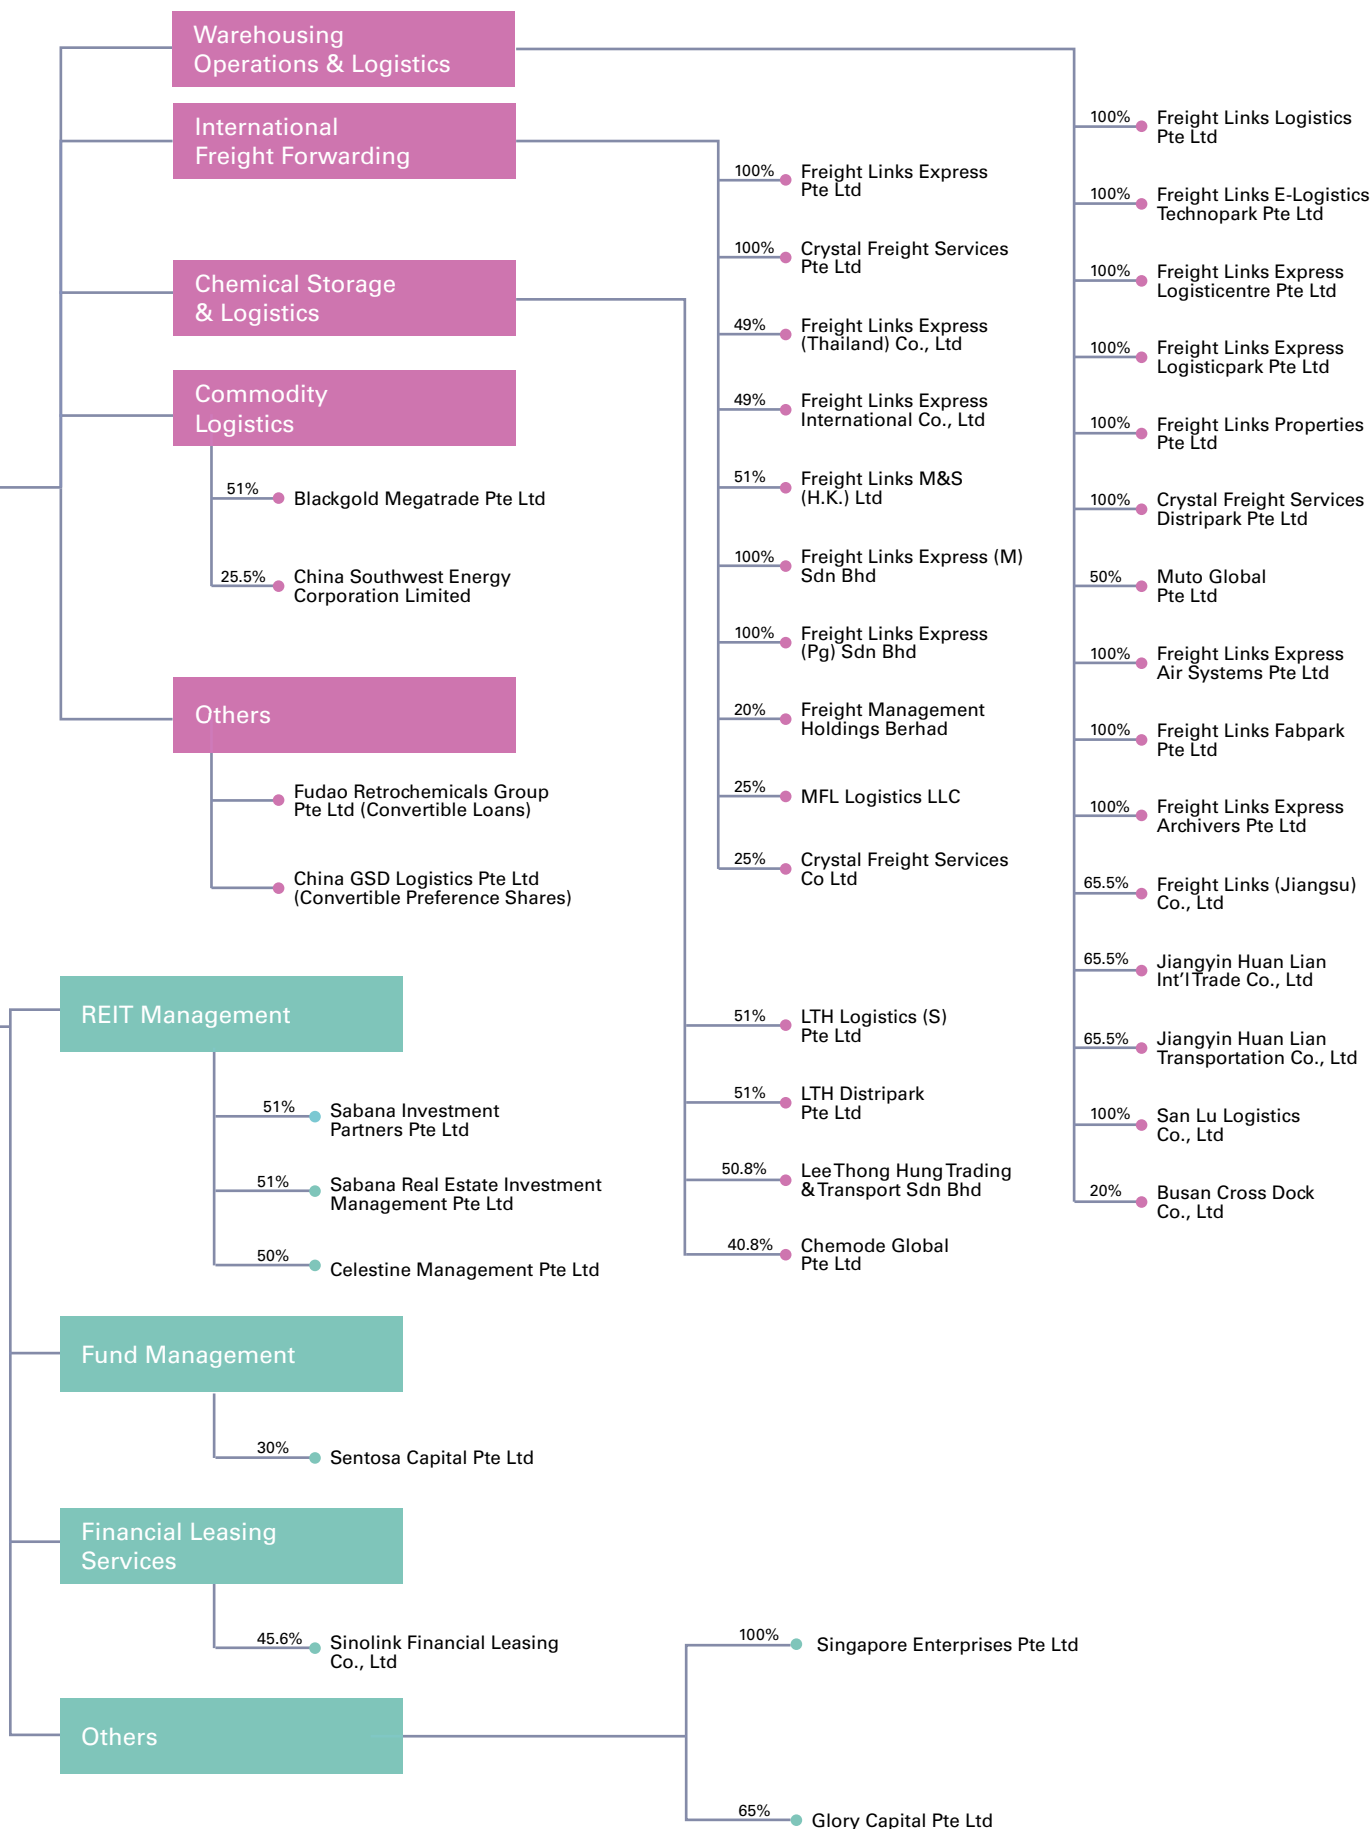 Warehousing
Operations & Logistics
100%
Freight Links Logistics
Pte Ltd
100%
Freight Links E-Logistics
Technopark Pte Ltd
100%
Freight Links Express
Logisticentre Pte Ltd
100%
Freight Links Express
Logisticpark Pte Ltd
100%
Freight Links Properties
Pte Ltd
100%
Crystal Freight Services
Distripark Pte Ltd
50%
Muto Global
Pte Ltd
100%
Freight Links Express
Air Systems Pte Ltd
100%
Freight Links Fabpark
Pte Ltd
100%
Freight Links Express
Archivers Pte Ltd
65.5%
Freight Links (Jiangsu)
Co., Ltd
65.5%
Jiangyin Huan Lian
Int'l Trade Co., Ltd
65.5%
Jiangyin Huan Lian
Transportation Co., Ltd
100%
San Lu Logistics
Co., Ltd
20%
Busan Cross Dock
Co., Ltd
International
Freight Forwarding
100%
Freight Links Express
Pte Ltd
100%
Crystal Freight Services
Pte Ltd
49%
Freight Links Express
(Thailand) Co., Ltd
49%
Freight Links Express
International Co., Ltd
51%
Freight Links M&S
(H.K.) Ltd
100%
Freight Links Express (M)
Sdn Bhd
100%
Freight Links Express
(Pg) Sdn Bhd
20%
Freight Management
Holdings Berhad
25%
MFL Logistics LLC
25%
Crystal Freight Services
Co Ltd
Chemical Storage
& Logistics
51%
LTH Logistics (S)
Pte Ltd
51%
LTH Distripark
Pte Ltd
50.8%
Lee Thong Hung Trading
& Transport Sdn Bhd
40.8%
Chemode Global
Pte Ltd
Commodity
Logistics
51%
Blackgold Megatrade Pte Ltd
25.5%
China Southwest Energy
Corporation Limited
Others
Fudao Retrochemicals Group
Pte Ltd (Convertible Loans)
China GSD Logistics Pte Ltd
(Convertible Preference Shares)
REIT Management
51%
Sabana Investment
Partners Pte Ltd
51%
Sabana Real Estate Investment
Management Pte Ltd
50%
Celestine Management Pte Ltd
Fund Management
30%
Sentosa Capital Pte Ltd
Financial Leasing
Services
45.6%
Sinolink Financial Leasing
Co., Ltd
Others
100%
Singapore Enterprises Pte Ltd
65%
Glory Capital Pte Ltd